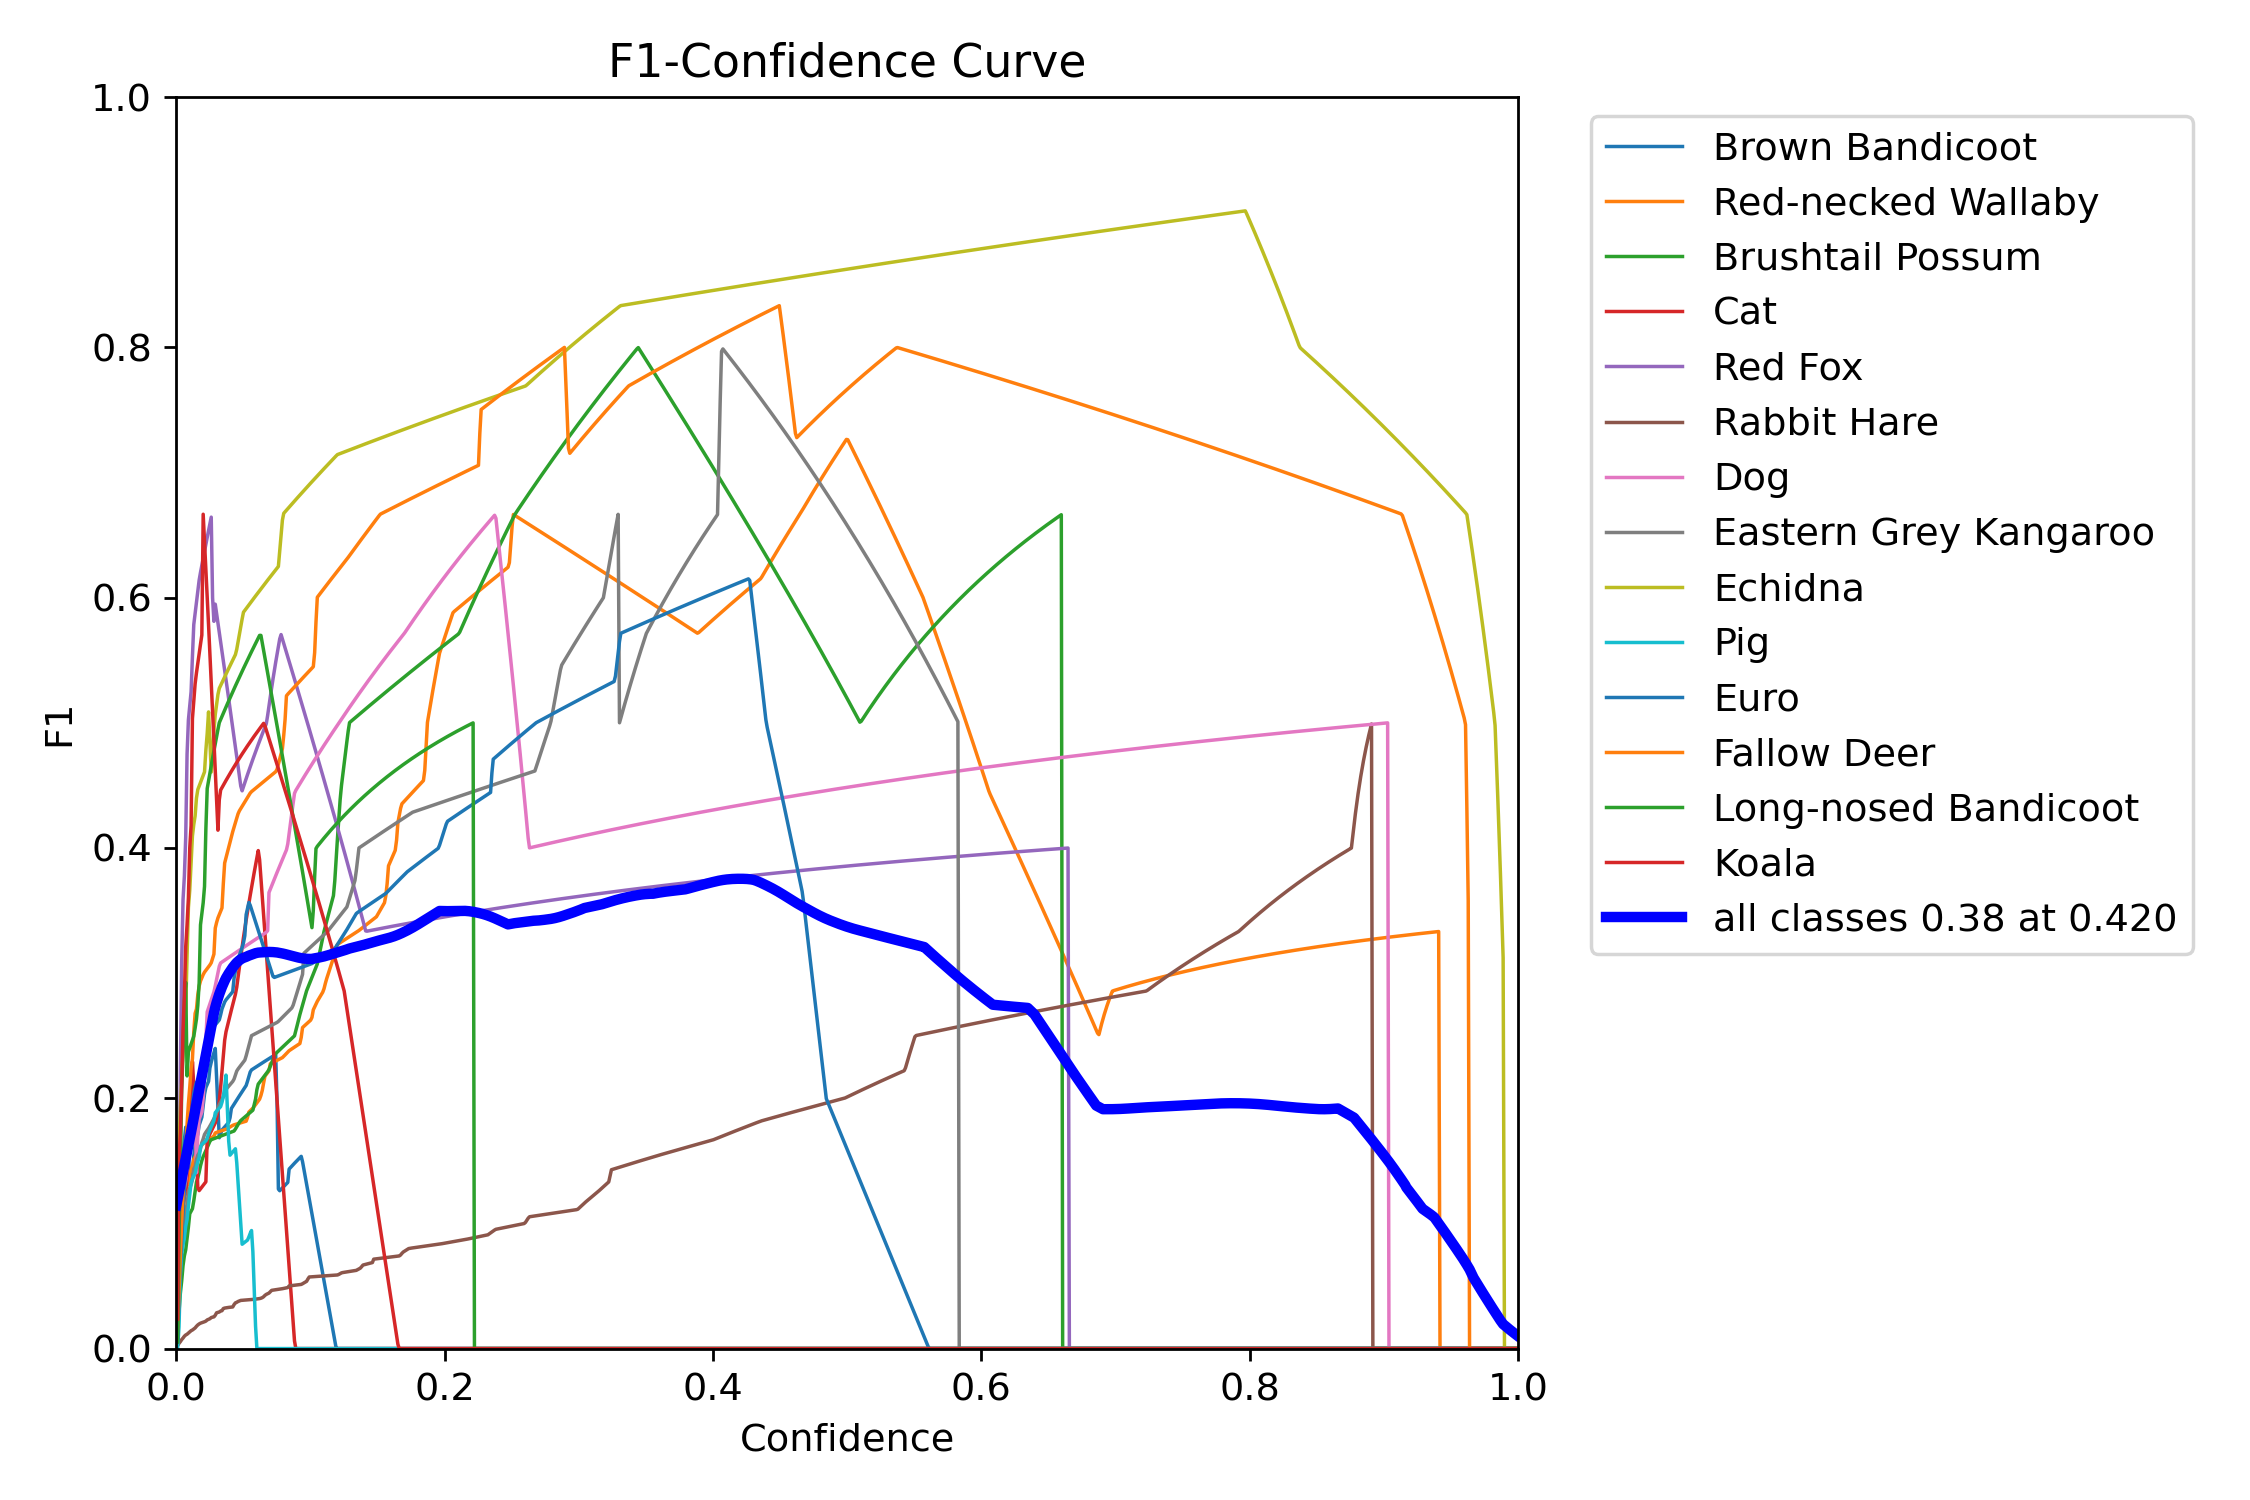 F1-Confidence Curve
1.0
0.8
0.6
0.4
0.2
0.0
F1
0.0 0.2 0.4 0.6 0.8 1.0
Confidence
Brown Bandicoot
Red-necked Wallaby
Brushtail Possum
Cat
Red Fox
Rabbit Hare
Dog
Eastern Grey Kangaroo
Echidna
Pig
Euro
Fallow Deer
Long-nosed Bandicoot
Koala
all classes 0.38 at 0.420